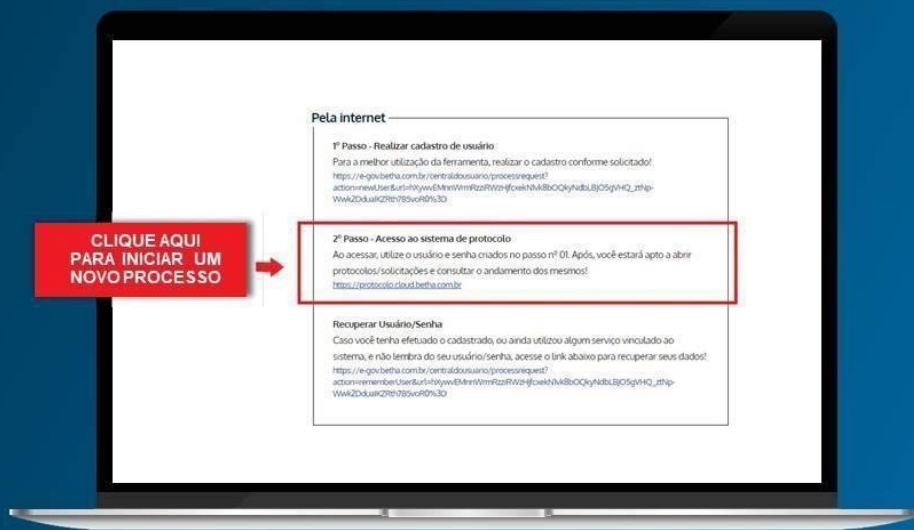 Pela internet
1º Passo - Realizar cadastro de usuário
Para a melhor utilização da ferramenta, realizar o cadastro conforme solicitado!
https://e-gov.betha.com.br/centraldousuario/processrequest?
2º Passo - Acesso ao sistema de protocolo
Ao acessar, utilize o usuário e senha criados no passo nº 01. Após, você estará apto a abrir
protocolos/solicitações e consultar o andamento dos mesmos!
https://protocolo.cloud.betha.com.br
CLIQUE AQUI
PARA INICIAR UM
NOVO PROCESSO
Recuperar Usuário/Senha
Caso você tenha efetuado o cadastrado, ou ainda utilizou algum serviço vinculado ao
sistema, e não lembra do seu usuário/senha, acesse o link abaixo para recuperar seus dados!
https://e-gov.betha.com.br/centraldousuario/processrequest?